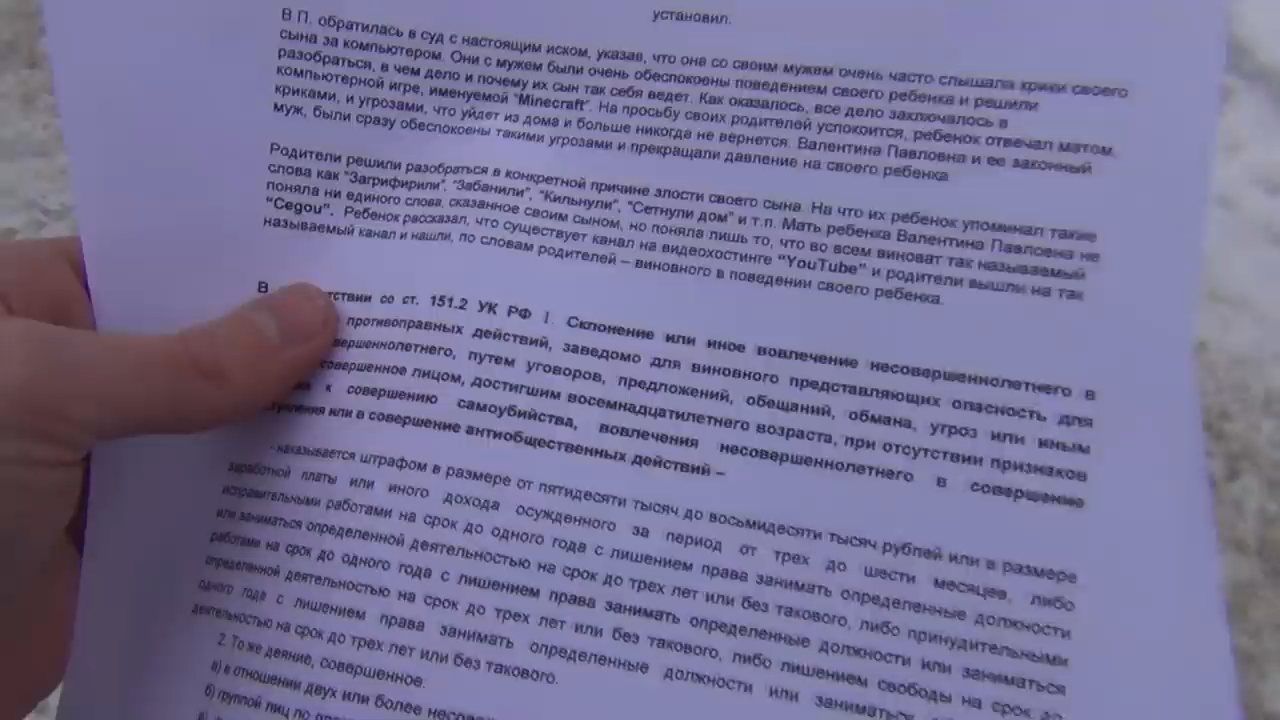 установил.
В.П. обратилась в суд с настоящим иском, указав, что она со своим мужем очень часто слышала крики своего
сына за компьютером. Они с мужем были очень обеспокоены поведением своего ребенка и решили
разобраться, в чем дело и почему их сын так себя ведет. Как оказалось, все дело заключалось в
компьютерной игре, именуемой "Minecraft". На просьбу своих родителей успокоится, ребенок отвечал матом,
криками, и угрозами, что уйдет из дома и больше никогда не вернется. Валентина Павловна и ее законный
муж, были сразу обеспокоены такими угрозами и прекращали давление на своего ребенка
Родители решили разобраться в конкретной причине злости своего сына. На что их ребенок упоминал такие
слова как "Загрифирили", "Забанили", "Кильнули", "Сетнули дом" и т.п. Мать ребенка Валентина Павловна не
поняла ни единого слова, сказанное своим сыном, но поняла лишь то, что во всем виноват так называемый
"Cegou". Ребенок рассказал, что существует канал на видеохостинге "YouTube" и родители вышли на так
называемый канал и нашли, по словам родителей – виновного в поведении своего ребенка.
В тствии со ст. 151.2 УК РФ 1. Склонение или иное вовлечение несовершеннолетнего в
противоправных действий, заведомо для виновного представляющих опасность для
вершеннолетнего, путем уговоров, предложений, обещаний, обмана, угроз или иным
совершенное лицом, достигшим восемнадцатилетнего возраста, при отсутствии признаков
к совершению самоубийства, вовлечения несовершеннолетнего в совершение
или в совершение антиобщественных действий –
- наказывается штрафом в размере от пятидесяти тысяч до восьмидесяти тысяч рублей или в размере
заработной платы или иного дохода осужденного за период от трех до шести месяцев, либо
исправительными работами на срок до одного года с лишением права занимать определенные должности
или заниматься определенной деятельностью на срок до трех лет или без такового, либо принудительными
работами на срок до одного года с лишением права занимать определенные должности или заниматься
определенной деятельностью на срок до трех лет или без такового, либо лишением свободы на срок до
одного года с лишением права занимать определенные должности или заниматься
деятельностью на срок до трех лет или без такового.
2. То же деяние, совершенное:
а) в отношении двух или более
б) группой лиц по